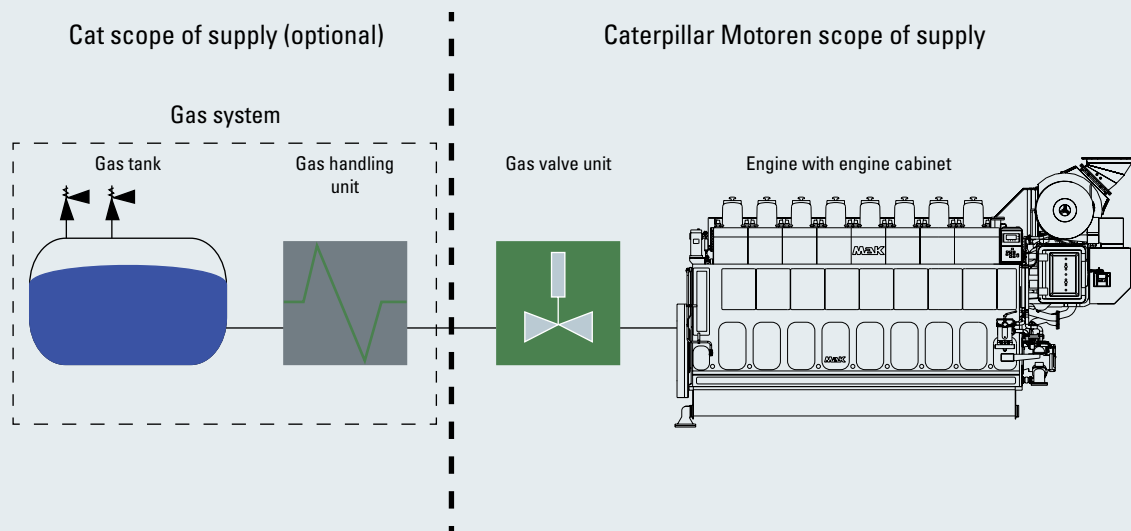 Cat scope of supply (optional)
Caterpillar Motoren scope of supply
Gas system
Gas tank
Gas handling
unit
Gas valve unit
Engine with engine cabinet
MaK
MaK